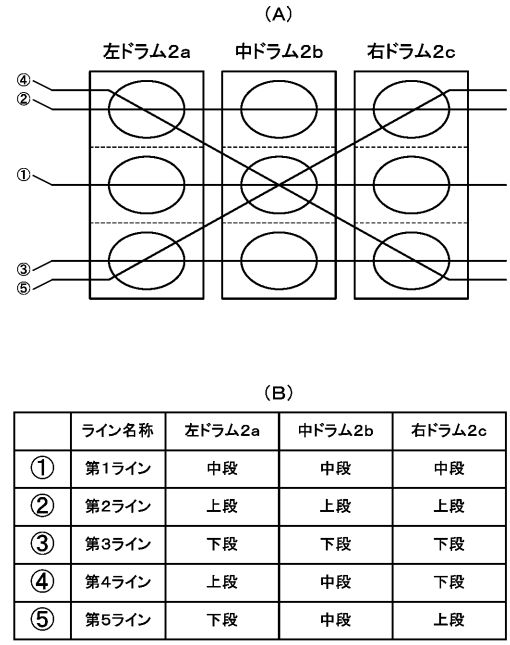 (A)
左ドラム2a 中ドラム2b 右ドラム2c
④
②
①
③
⑤
(B)
ライン名称 左ドラム2a 中ドラム2b 右ドラム2c
① 第1ライン 中段 中段 中段
② 第2ライン 上段 上段 上段
③ 第3ライン 下段 下段 下段
④ 第4ライン 上段 中段 下段
⑤ 第5ライン 下段 中段 上段